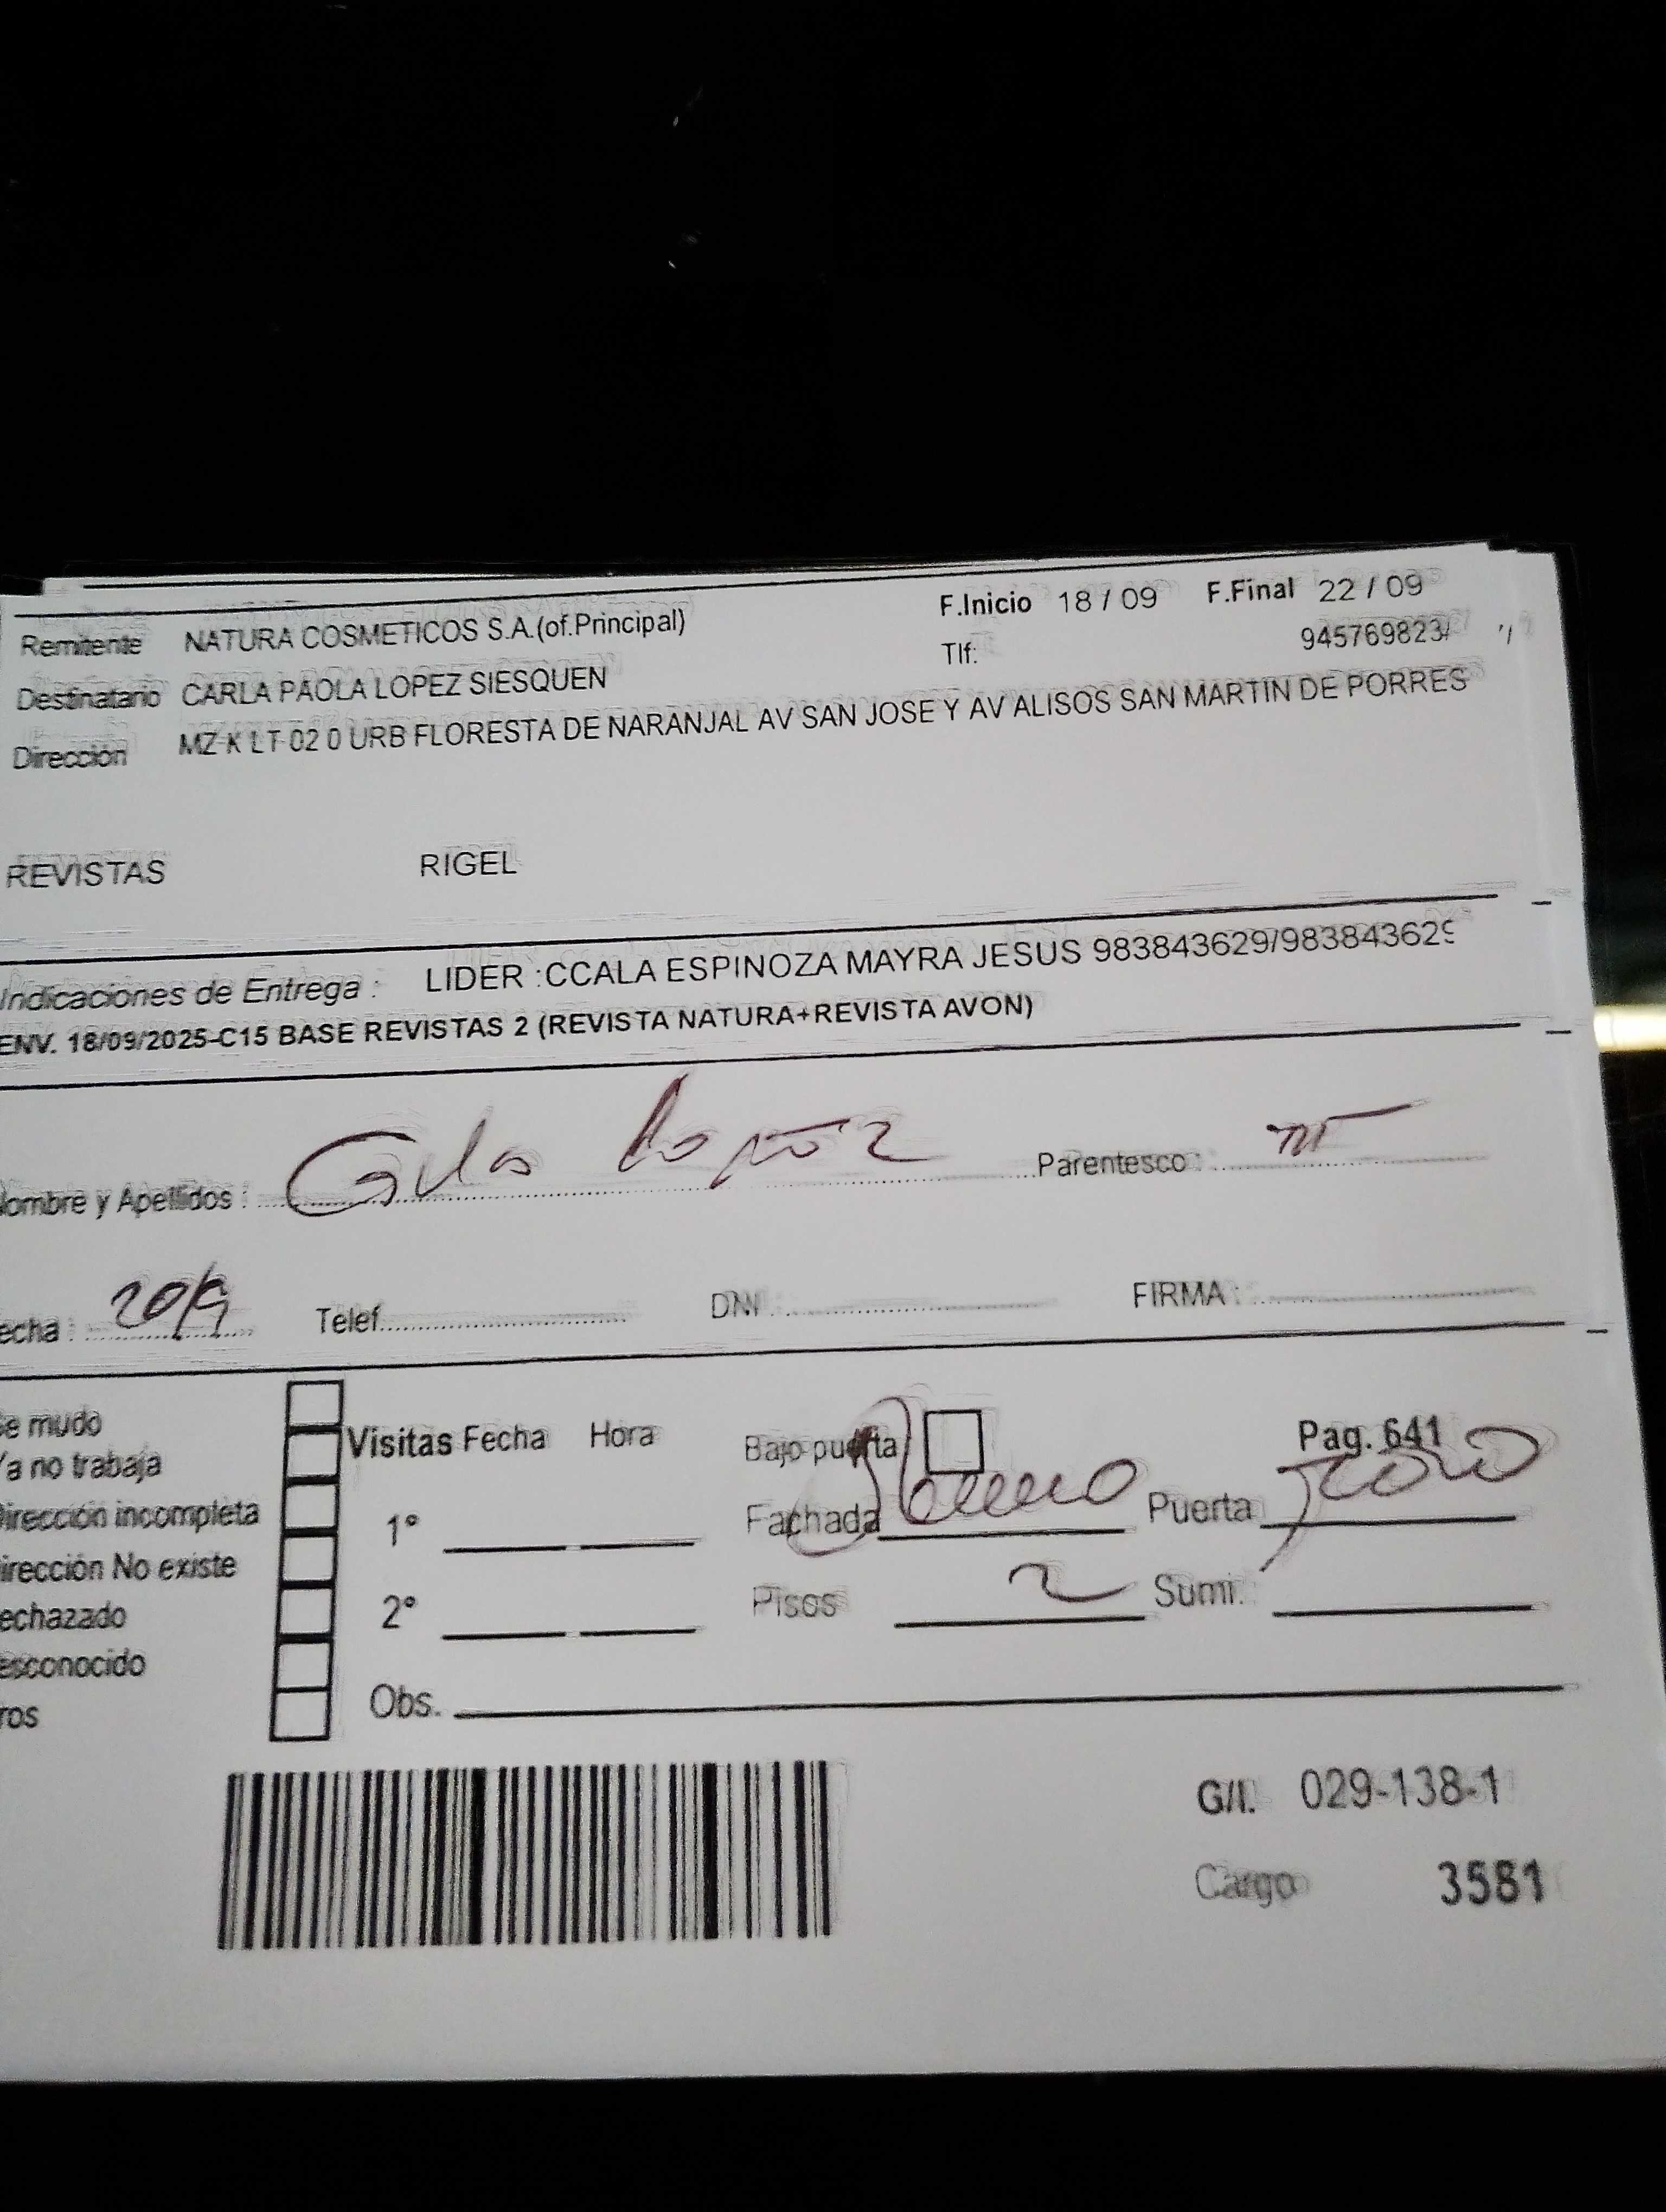 Remitente NATURA COSMETICOS S.A.(of.Principal) F.Inicio 18 / 09 F.Final 22 / 09
Tlf: 945769823/
Destinatario CARLA PAOLA LOPEZ SIESQUEN
Dirección MZ K LT 02 0 URB FLORESTA DE NARANJAL AV SAN JOSE Y AV ALISOS SAN MARTIN DE PORRES
REVISTAS RIGEL
Indicaciones de Entrega : LIDER :CCALA ESPINOZA MAYRA JESUS 983843629/983843629
ENV. 18/09/2025-C15 BASE REVISTAS 2 (REVISTA NATURA+REVISTA AVON)
ombre y Apellidos : Carla Lopez Parentesco :
echa : 20/9 Telef. DNI FIRMA :
e mudo
a no trabaja
irección incompleta
irección No existe
echazado
esconocido
ros
Visitas Fecha Hora
1°
2°
Obs.
Bajo puerta Pag. 641
Fachada Puerta
Pisos 2 Sumi.
G/I. 029-138-1
Cargo 3581